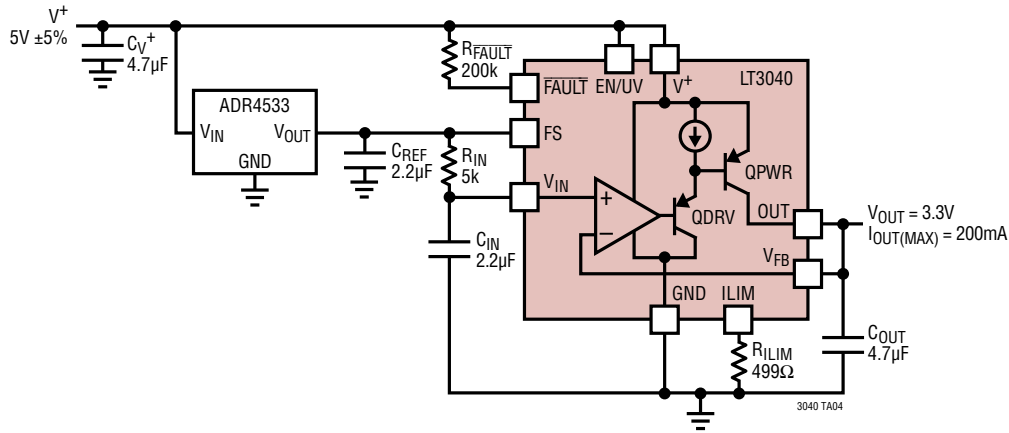 V+
5V ±5%
CV+
4.7µF
RFAULT
200k
FAULT
EN/UV
V+
LT3040
ADR4533
VIN
VOUT
GND
FS
CREF
2.2µF
RIN
5k
VIN
+
−
QDRV
QPWR
OUT
VOUT = 3.3V
IOUT(MAX) = 200mA
VFB
CIN
2.2µF
GND
ILIM
RILIM
499Ω
COUT
4.7µF
3040 TA04